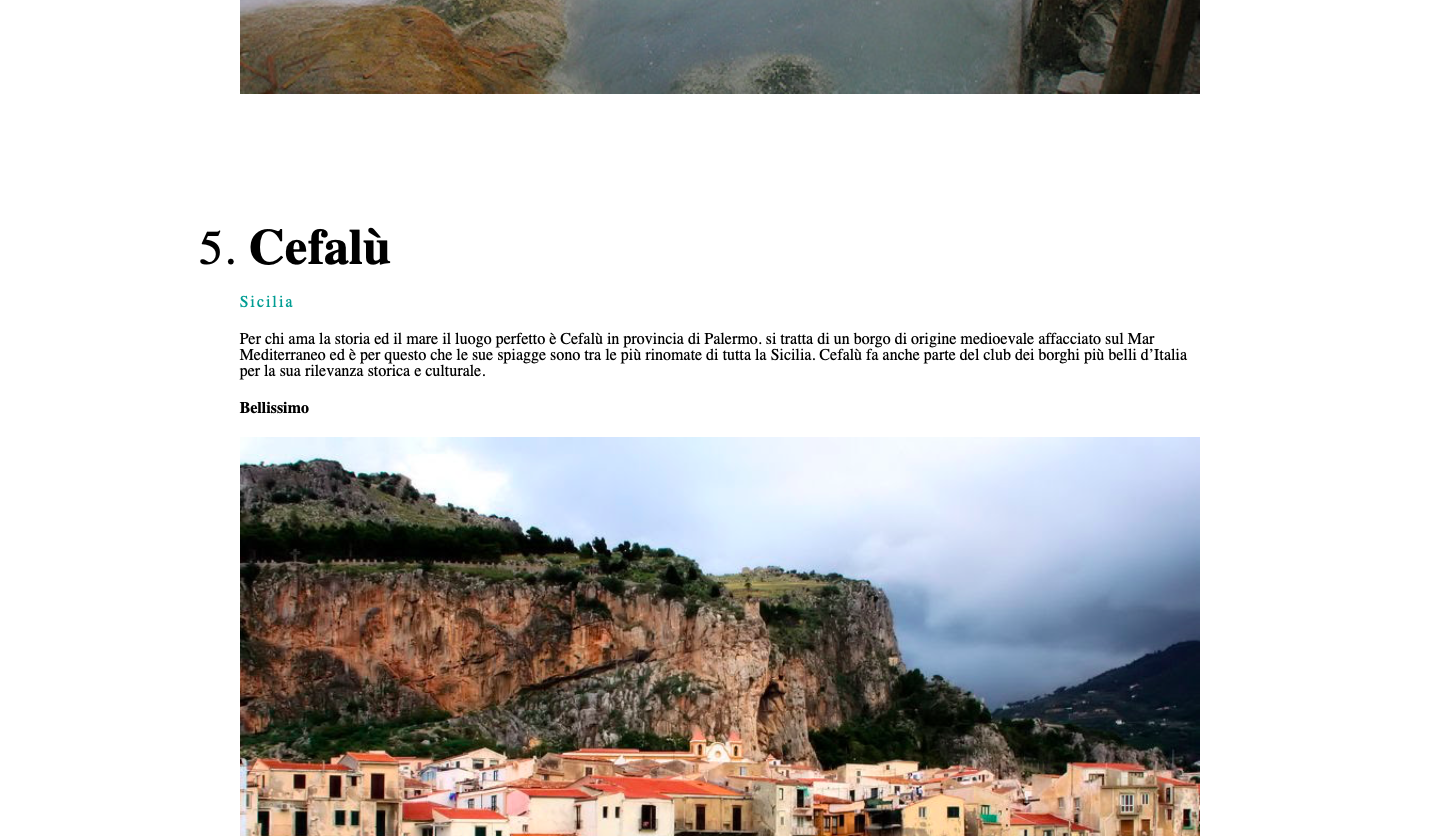 5. Cefalù
Sicilia
Per chi ama la storia ed il mare il luogo perfetto è Cefalù in provincia di Palermo. si tratta di un borgo di origine medioevale affacciato sul Mar
Mediterraneo ed è per questo che le sue spiagge sono tra le più rinomate di tutta la Sicilia. Cefalù fa anche parte del club dei borghi più belli d’Italia
per la sua rilevanza storica e culturale.
Bellissimo